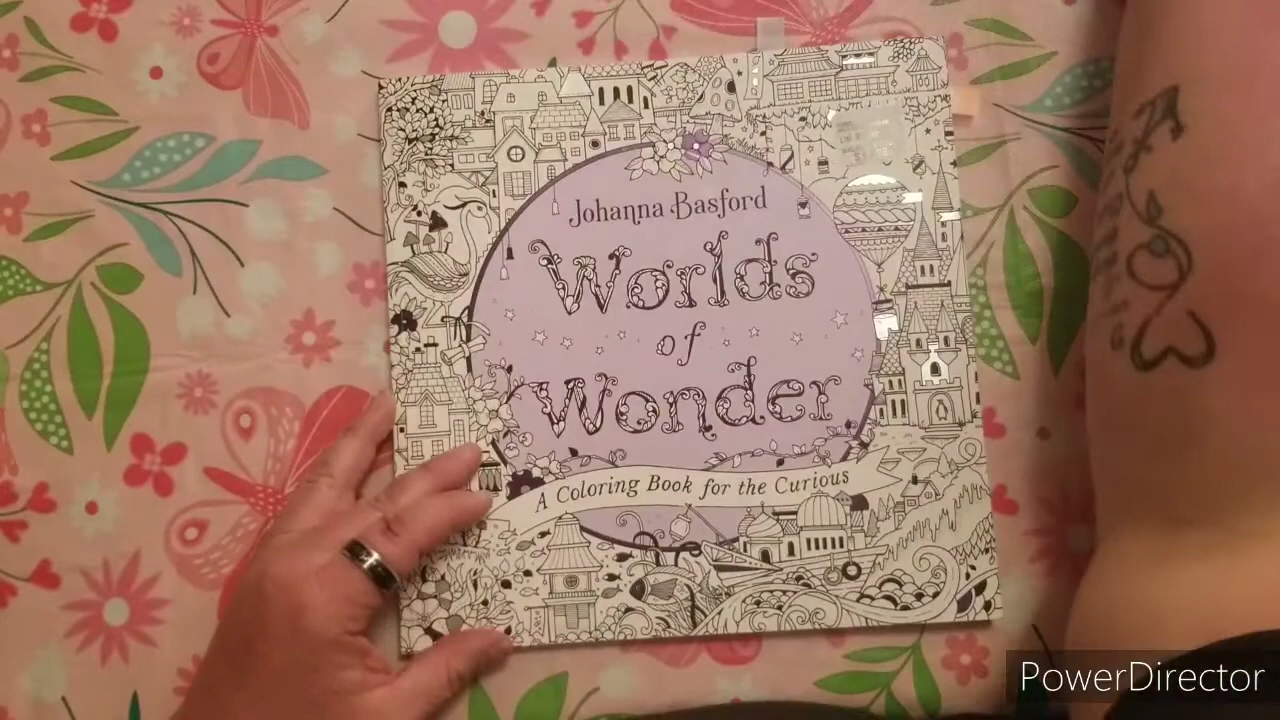 Johanna Basford
Worlds
of
Wonder
A Coloring Book for the Curious
PowerDirector